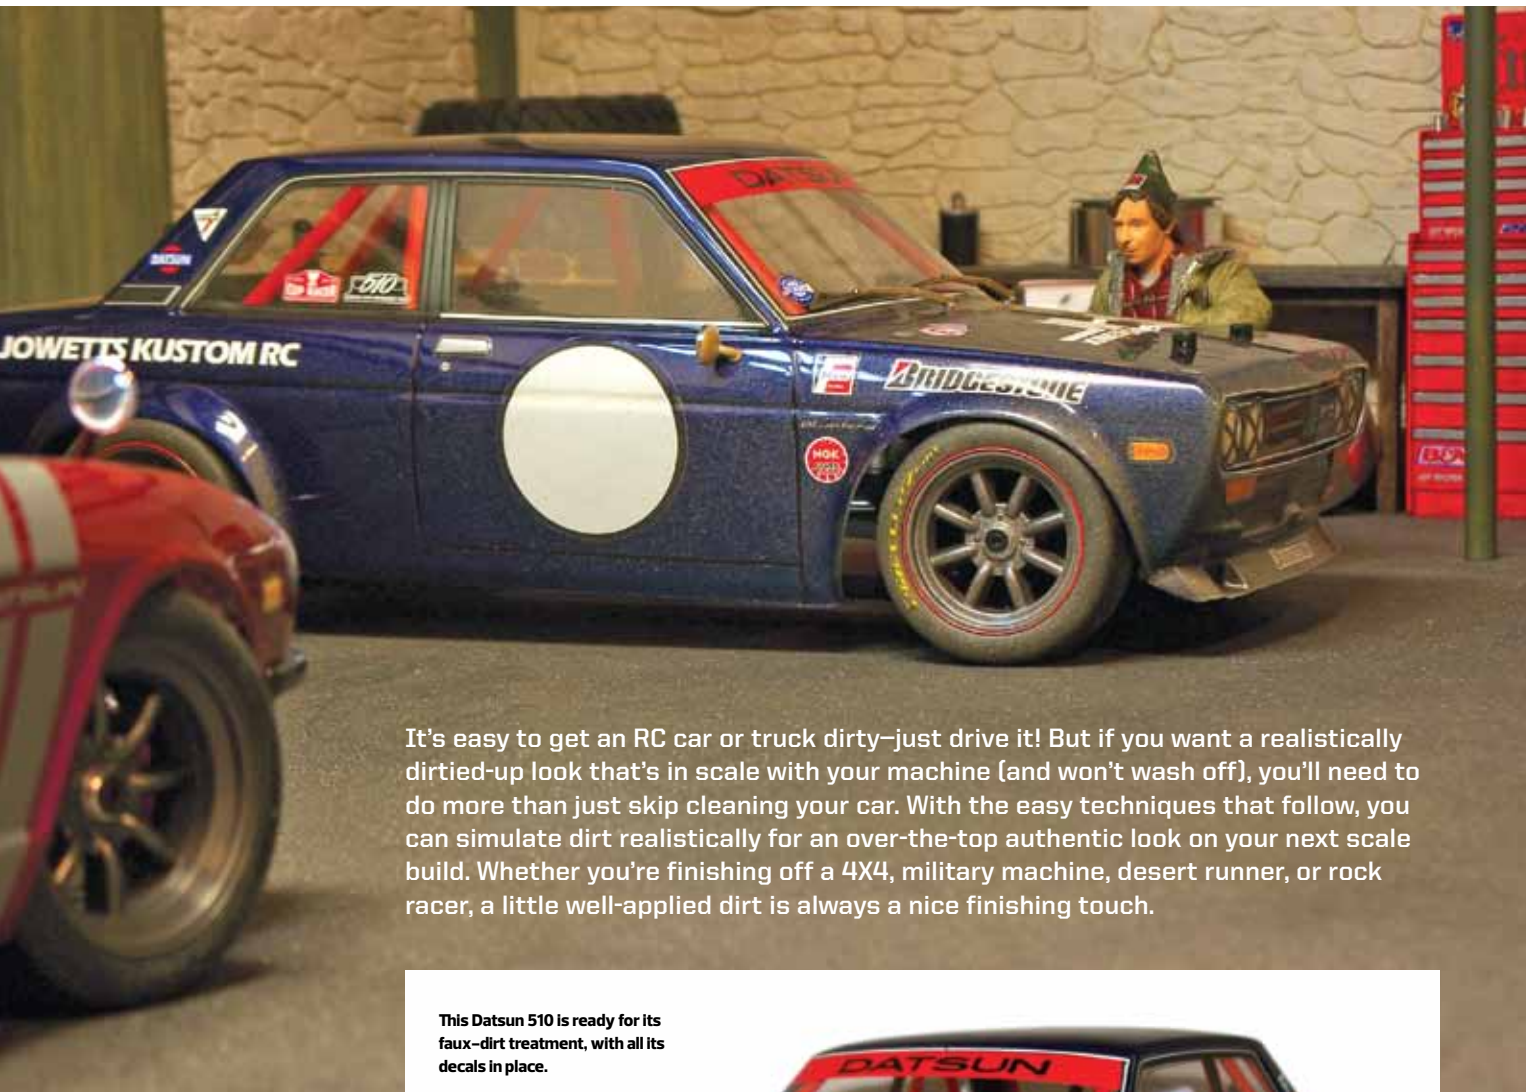 DATSUN
DATSUN
510
JOWETTS KUSTOM RC
BRIDGESTONE
NGK
It's easy to get an RC car or truck dirty—just drive it! But if you want a realistically
dirtied-up look that's in scale with your machine (and won't wash off), you'll need to
do more than just skip cleaning your car. With the easy techniques that follow, you
can simulate dirt realistically for an over-the-top authentic look on your next scale
build. Whether you're finishing off a 4X4, military machine, desert runner, or rock
racer, a little well-applied dirt is always a nice finishing touch.
This Datsun 510 is ready for its
faux-dirt treatment, with all its
decals in place.
DATSUN